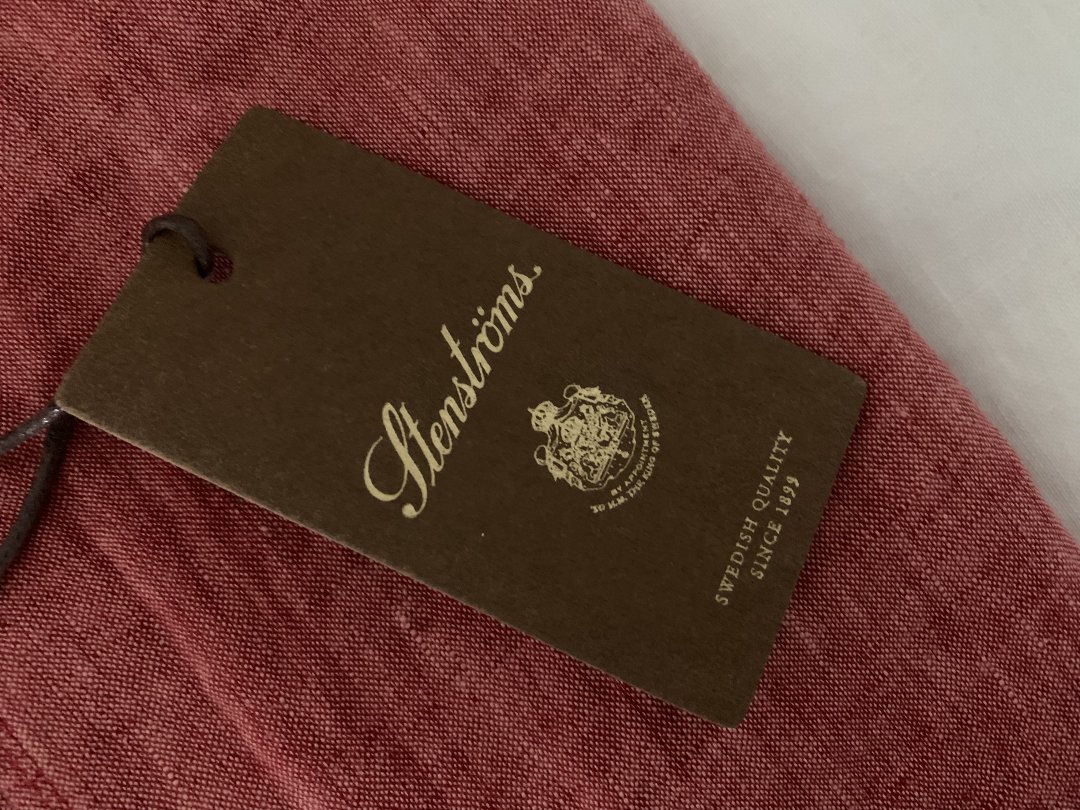 Stenströms.
BY APPOINTMENT
TO H.M. THE KING OF SWEDEN
SWEDISH QUALITY
SINCE 1899